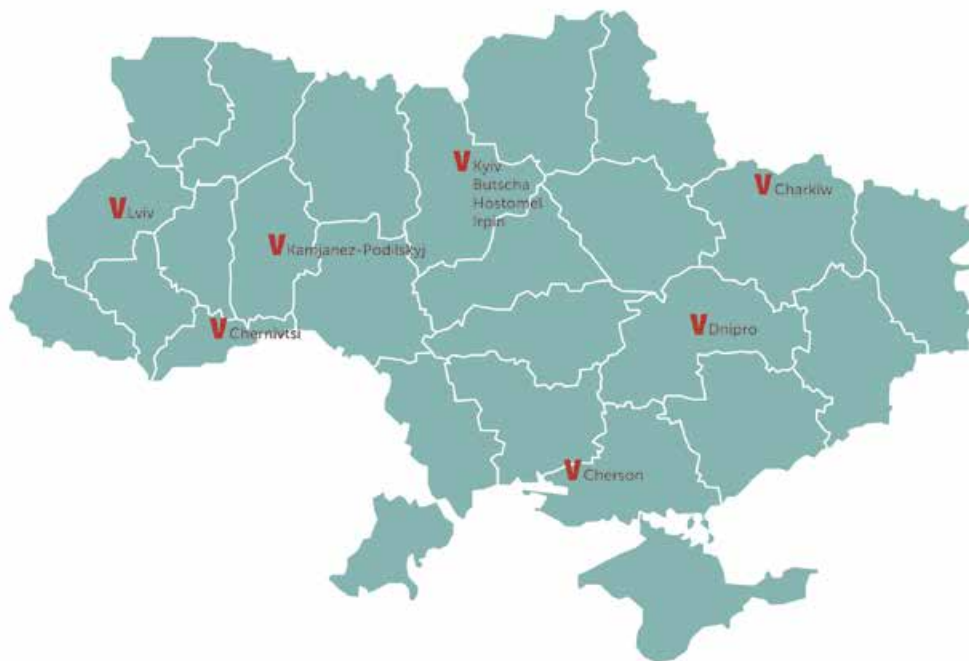 V Kyiv
Butscha
Hostomel
Irpin
V Charkiw
V Lviv
V Kamjanez-Podilskyj
V Chernivtsi
V Dnipro
V Cherson